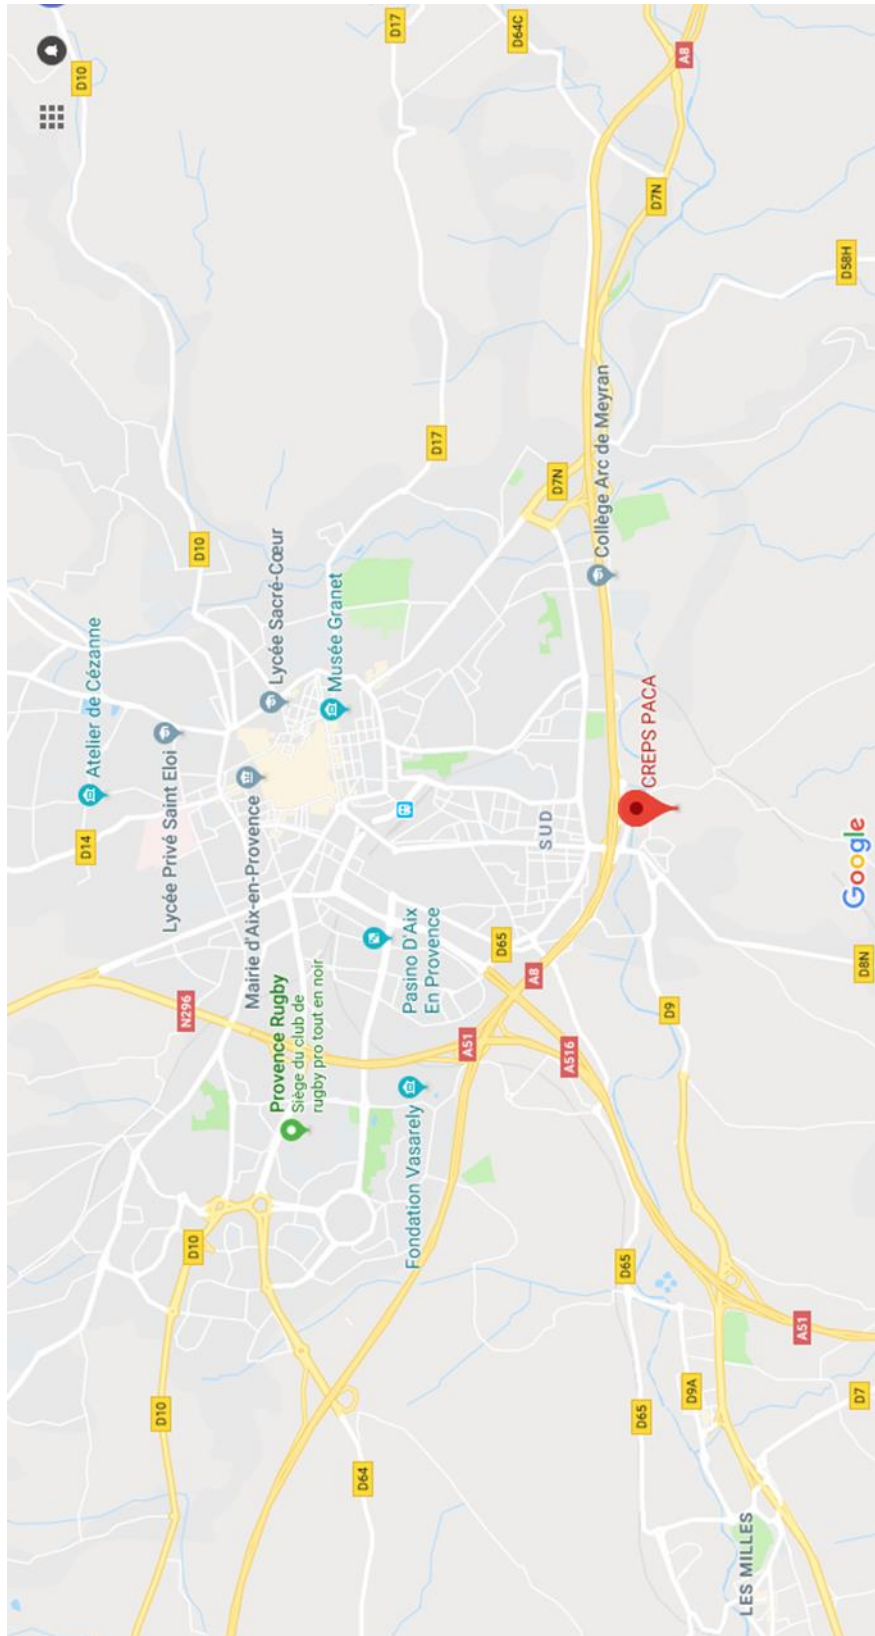 D10
D14
Atelier de Cézanne
D10
Lycée Privé Saint Eloi
N296
D10
D10
Mairie d'Aix-en-Provence
Lycée Sacré-Cœur
Provence Rugby
Siège du club de
rugby pro tout en noir
Musée Granet
D64
D17
Fondation Vasarely
Pasino D'Aix
En Provence
D17
A51
D65
D64C
A8
SUD
D7N
A516
Collège Arc de Meyran
D65
D65
CREPS PACA
D7N
D9
A8
D9A
LES MILLES
A51
D58H
Google
D7
D8N